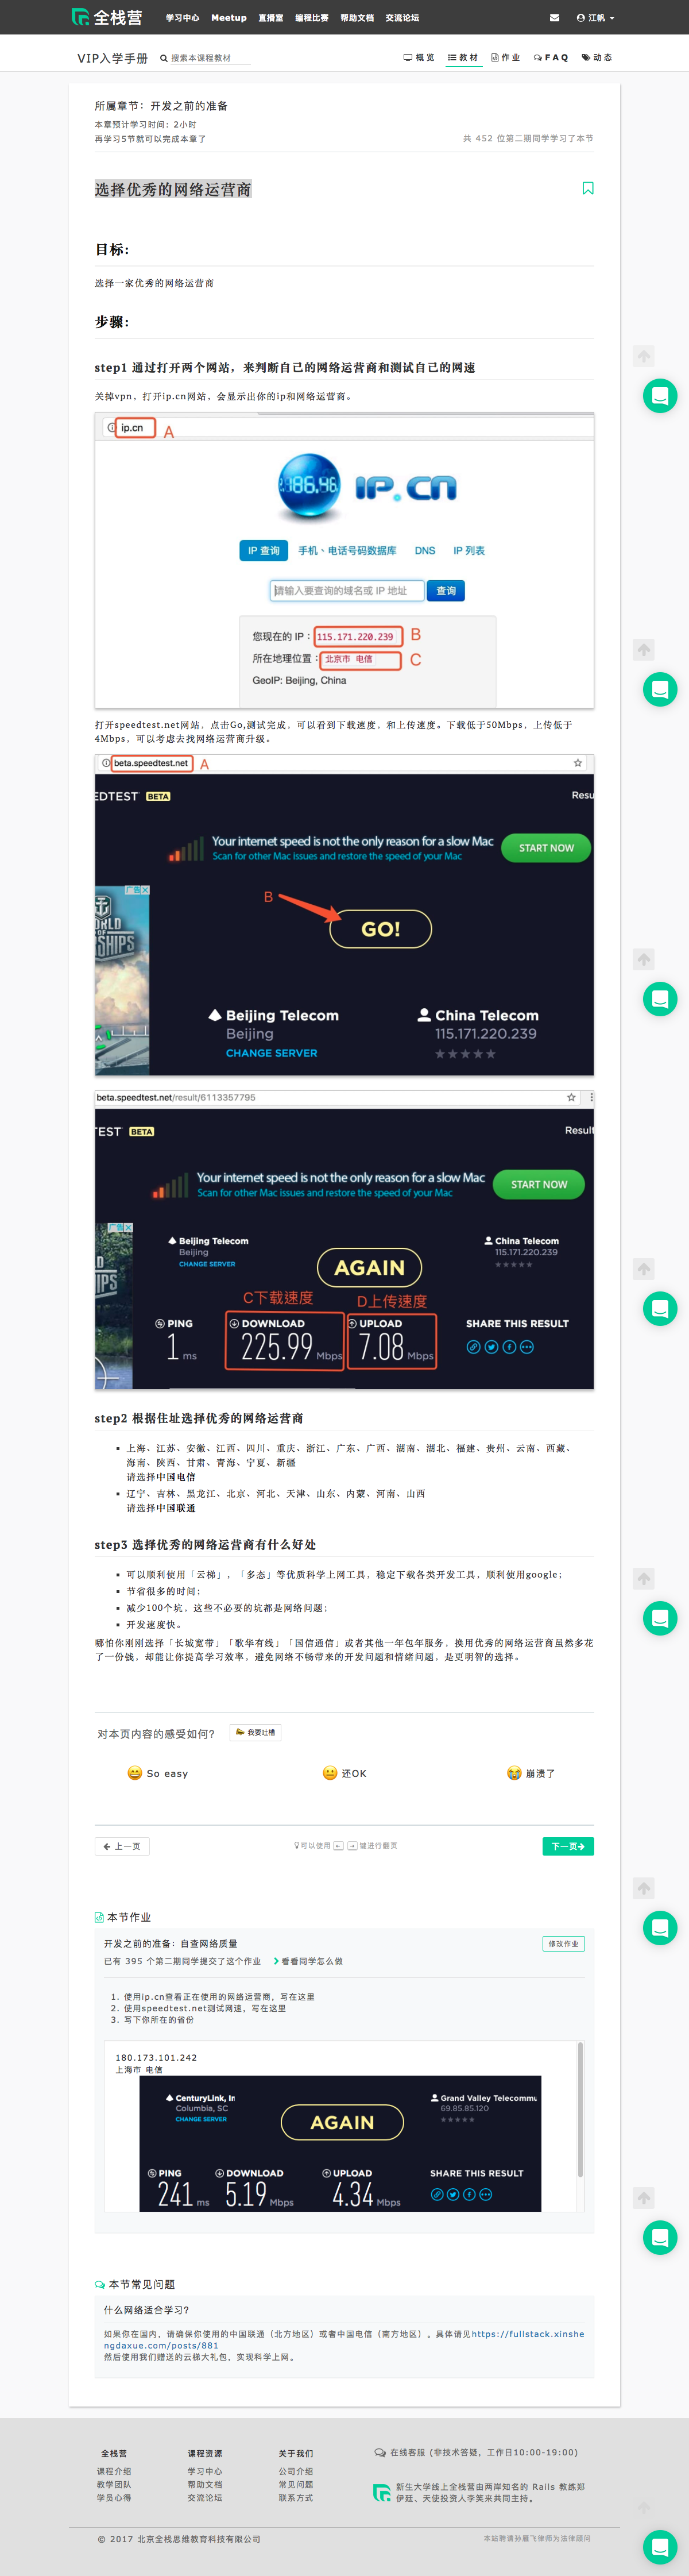 全栈营 学习中心 Meetup 直播室 编程比赛 帮助文档 交流论坛 江帆
VIP入学手册 搜索本课程教材 概览 教材 作业 FAQ 动态
所属章节：开发之前的准备
本章预计学习时间：2小时
再学习5节就可以完成本章了 共 452 位第二期同学学习了本节
选择优秀的网络运营商
目标:
选择一家优秀的网络运营商
步骤:
step1 通过打开两个网站，来判断自己的网络运营商和测试自己的网速
关掉vpn，打开ip.cn网站，会显示出你的ip和网络运营商。
ip.cn A
186.46 IP.CN
IP 查询 手机、电话号码数据库 DNS IP 列表
请输入要查询的域名或 IP 地址 查询
您现在的 IP：115.171.220.239 B
所在地理位置：北京市 电信 C
GeoIP: Beijing, China
打开speedtest.net网站，点击Go,测试完成，可以看到下载速度，和上传速度。下载低于50Mbps，上传低于
4Mbps，可以考虑去找网络运营商升级。
beta.speedtest.net A
EDTEST BETA Resu
Your internet speed is not the only reason for a slow Mac
Scan for other Mac issues and restore the speed of your Mac
START NOW
广告
WORLD OF
RSHIPS
B
GO!
Beijing Telecom China Telecom
Beijing 115.171.220.239
CHANGE SERVER
beta.speedtest.net/result/6113357795
TEST BETA Result
Your internet speed is not the only reason for a slow Mac
Scan for other Mac issues and restore the speed of your Mac
START NOW
广告
Beijing Telecom China Telecom
Beijing 115.171.220.239
CHANGE SERVER
AGAIN
C下载速度 D上传速度
PING DOWNLOAD UPLOAD SHARE THIS RESULT
1 ms 225.99 Mbps 7.08 Mbps
step2 根据住址选择优秀的网络运营商
上海、江苏、安徽、江西、四川、重庆、浙江、广东、广西、湖南、湖北、福建、贵州、云南、西藏、
海南、陕西、甘肃、青海、宁夏、新疆
请选择中国电信
辽宁、吉林、黑龙江、北京、河北、天津、山东、内蒙、河南、山西
请选择中国联通
step3 选择优秀的网络运营商有什么好处
可以顺利使用「云梯」，「多态」等优质科学上网工具，稳定下载各类开发工具，顺利使用google；
节省很多的时间；
减少100个坑，这些不必要的坑都是网络问题；
开发速度快。
哪怕你刚刚选择「长城宽带」「歌华有线」「国信通信」或者其他一年包年服务，换用优秀的网络运营商虽然多花
了一份钱，却能让你提高学习效率，避免网络不畅带来的开发问题和情绪问题，是更明智的选择。
对本页内容的感受如何? 我要吐槽
So easy 还OK 崩溃了
上一页 可以使用 ← → 键进行翻页 下一页
本节作业
开发之前的准备：自查网络质量 修改作业
已有 395 个第二期同学提交了这个作业 看看同学怎么做
1. 使用ip.cn查看正在使用的网络运营商，写在这里
2. 使用speedtest.net测试网速，写在这里
3. 写下你所在的省份
180.173.101.242
上海市 电信
CenturyLink, In Grand Valley Telecommu
Columbia, SC 69.85.85.120
CHANGE SERVER
AGAIN
PING DOWNLOAD UPLOAD SHARE THIS RESULT
241 ms 5.19 Mbps 4.34 Mbps
本节常见问题
什么网络适合学习?
如果你在国内，请确保你使用的中国联通（北方地区）或者中国电信（南方地区）。具体请见https://fullstack.xinshe
ngdaxue.com/posts/881
然后使用我们赠送的云梯大礼包，实现科学上网。
全栈营 课程资源 关于我们 在线客服 (非技术答疑，工作日10:00-19:00)
课程介绍 学习中心 公司介绍
教学团队 帮助文档 常见问题
学员心得 交流论坛 联系方式
新生大学线上全栈营由两岸知名的 Rails 教练郑
伊廷、天使投资人李笑来共同主持。
© 2017 北京全栈思维教育科技有限公司 本站聘请孙雁飞律师为法律顾问